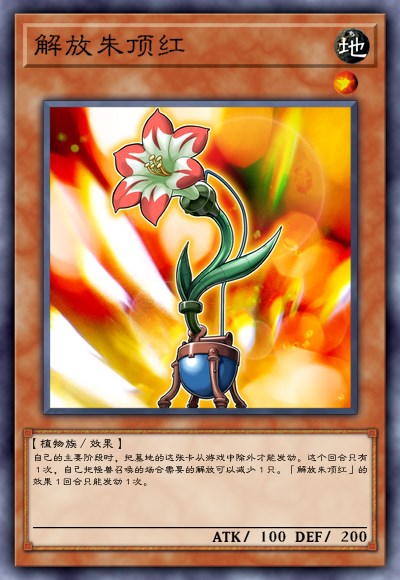 解放朱顶红
地
【植物族／效果】
自己的主要阶段时，把墓地的这张卡从游戏中除外才能发动。这个回合只有
1次，自己把怪兽召唤的场合需要的解放可以减少1只。「解放朱顶红」的
效果1回合只能发动1次。
ATK/ 100 DEF/ 200